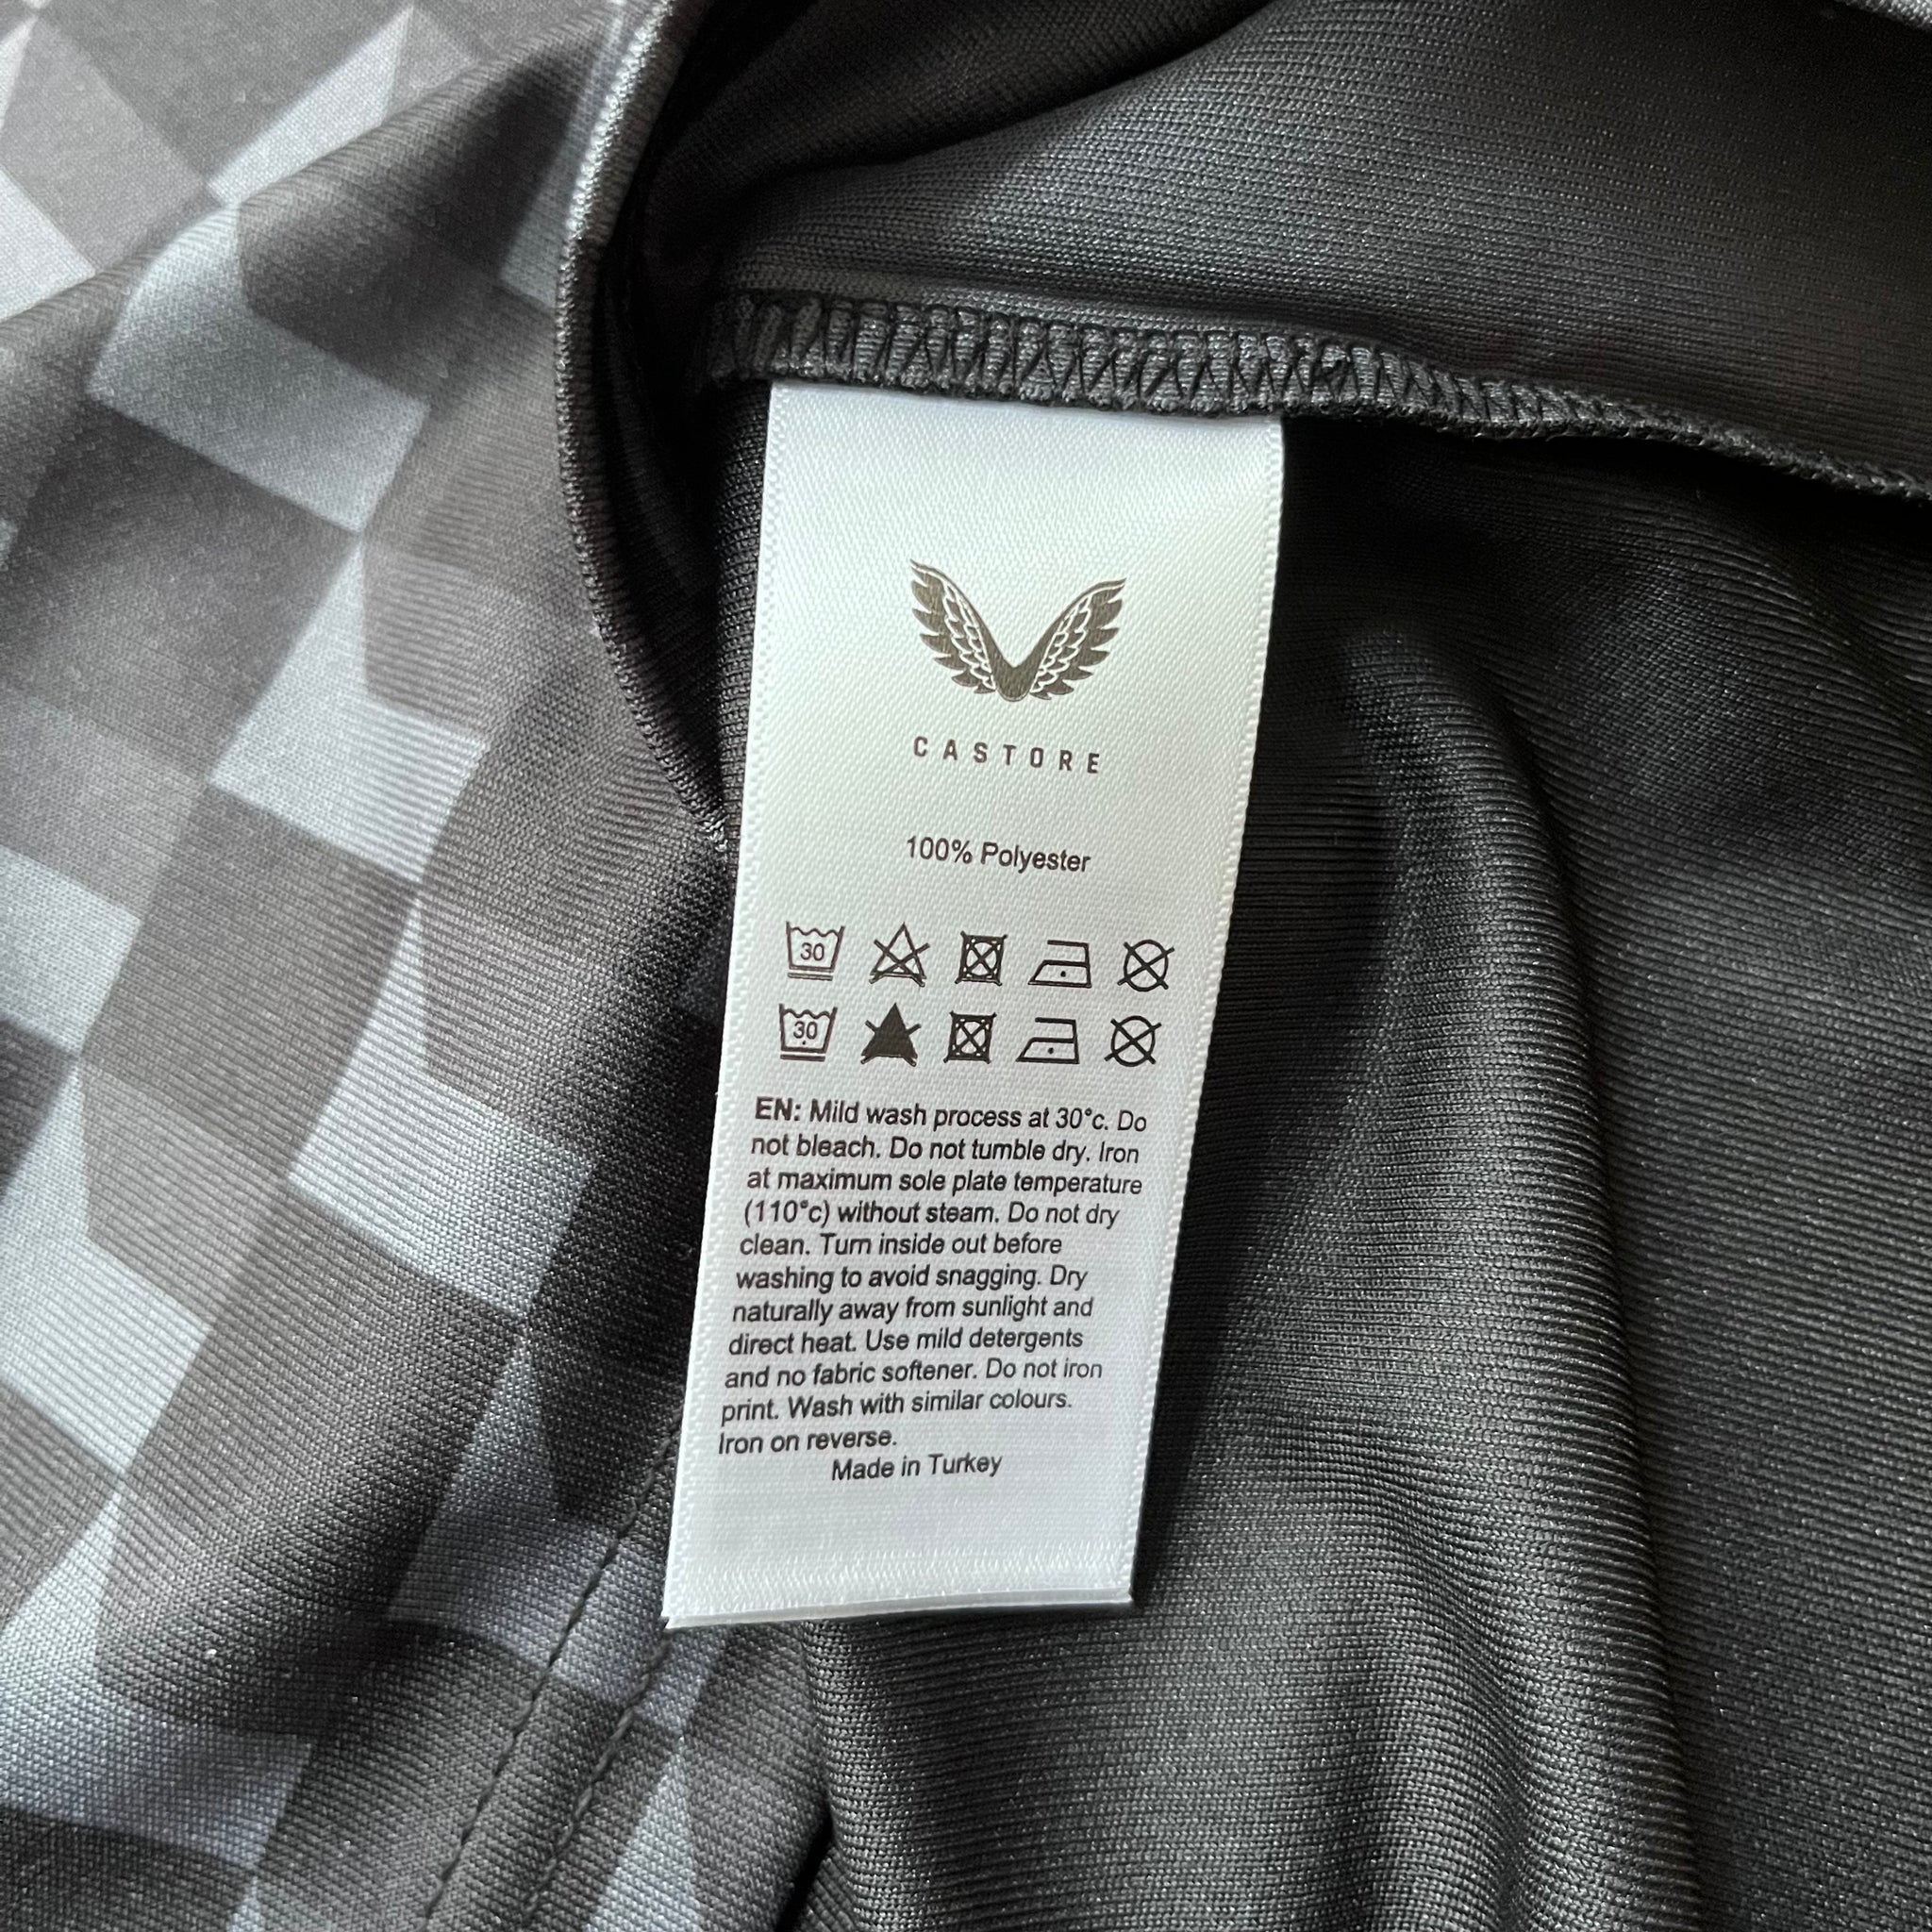 CASTORE
100% Polyester
30
30
EN: Mild wash process at 30°c. Do
not bleach. Do not tumble dry. Iron
at maximum sole plate temperature
(110°c) without steam. Do not dry
clean. Turn inside out before
washing to avoid snagging. Dry
naturally away from sunlight and
direct heat. Use mild detergents
and no fabric softener. Do not iron
print. Wash with similar colours.
Iron on reverse.
Made in Turkey